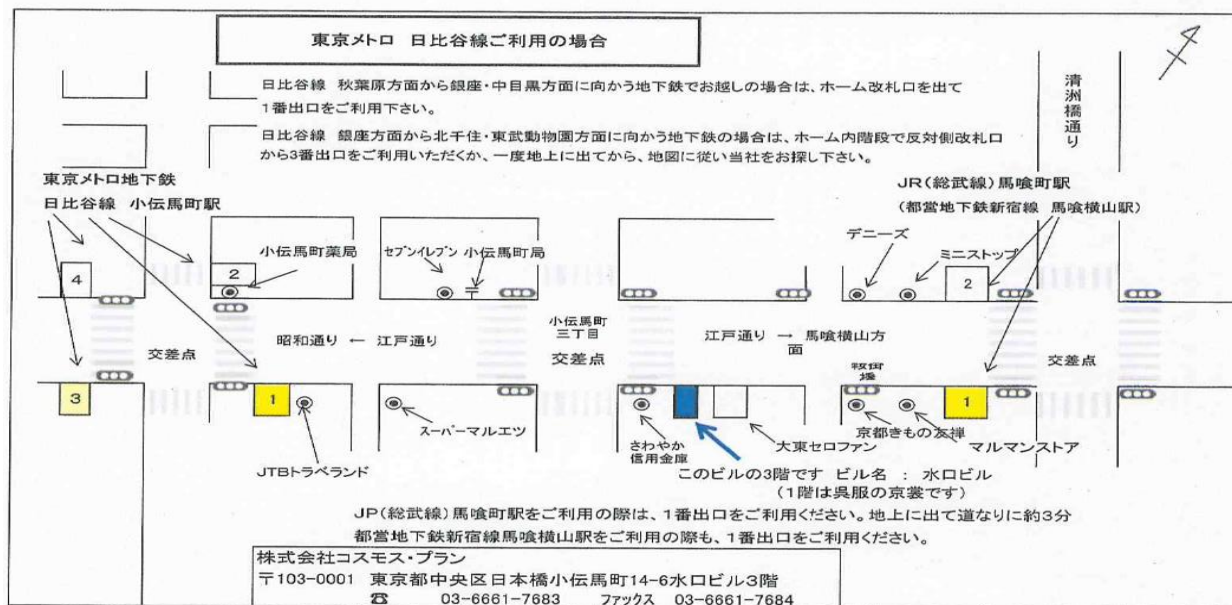 東京メトロ 日比谷線ご利用の場合
日比谷線 秋葉原方面から銀座・中目黒方面に向かう地下鉄でお越しの場合は、ホーム改札口を出て
1番出口をご利用下さい。
日比谷線 銀座方面から北千住・東武動物園方面に向かう地下鉄の場合は、ホーム内階段で反対側改札口
から3番出口をご利用いただくか、一度地上に出てから、地図に従い当社をお探し下さい。
清洲橋通り
東京メトロ地下鉄
日比谷線 小伝馬町駅
JR(総武線)馬喰町駅
(都営地下鉄新宿線 馬喰横山駅)
小伝馬町薬局
セブンイレブン
小伝馬町局
デニーズ
ミニストップ
4
2
2
小伝馬町
三丁目
交差点
昭和通り ← 江戸通り
交差点
江戸通り → 馬喰横山方
面
交差点
鞍掛
橋
3
1
1
JTBトラベランド
スーパーマルエツ
さわやか
信用金庫
大東セロファン
京都きもの友禅
マルマンストア
このビルの3階です ビル名 : 水口ビル
(1階は呉服の京裳です)
JP(総武線)馬喰町駅をご利用の際は、1番出口をご利用ください。地上に出て道なりに約3分
都営地下鉄新宿線馬喰横山駅をご利用の際も、1番出口をご利用ください。
株式会社コスモス・プラン
〒103-0001 東京都中央区日本橋小伝馬町14-6水口ビル3階
☎ 03-6661-7683 ファックス 03-6661-7684